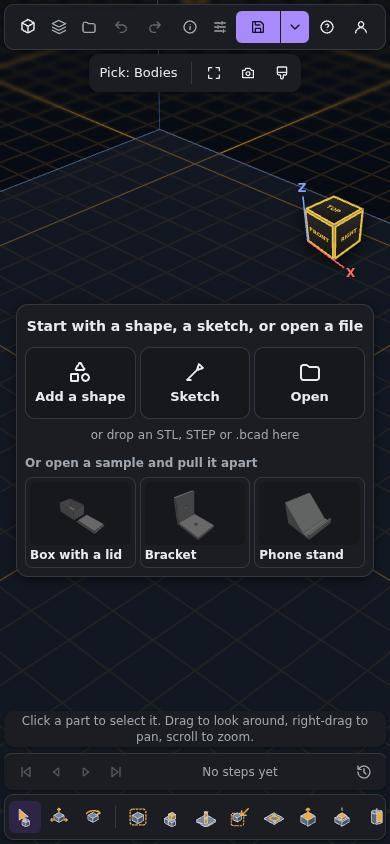 Pick: Bodies
Z
TOP
FRONT
RIGHT
X
Start with a shape, a sketch, or open a file
Add a shape
Sketch
Open
or drop an STL, STEP or .bcad here
Or open a sample and pull it apart
Box with a lid
Bracket
Phone stand
Click a part to select it. Drag to look around, right-drag to
pan, scroll to zoom.
No steps yet